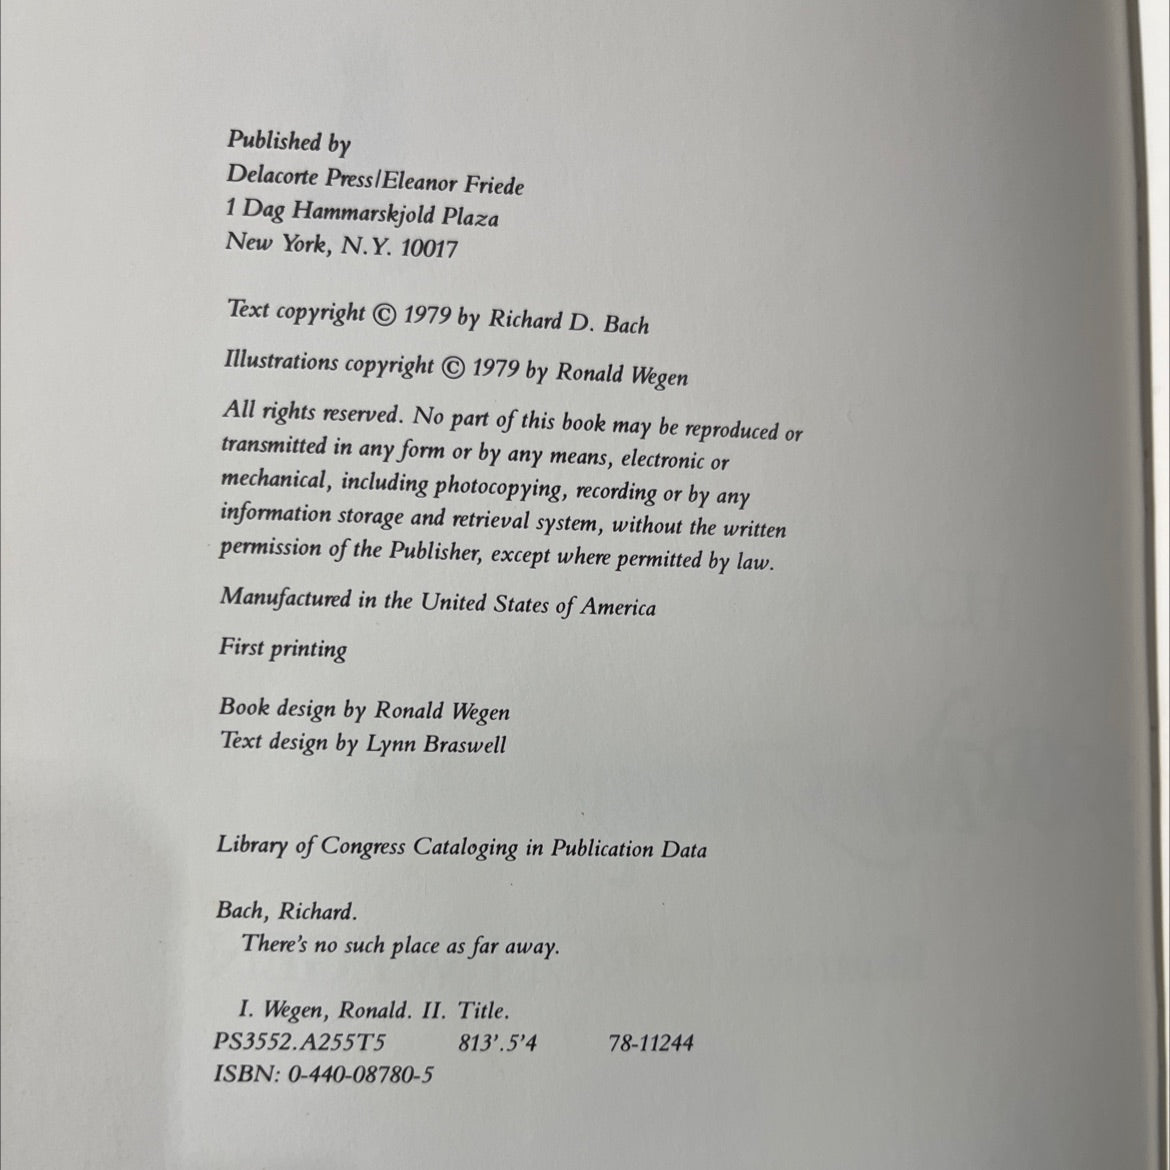 Published by
Delacorte Press/Eleanor Friede
1 Dag Hammarskjold Plaza
New York, N.Y. 10017
Text copyright © 1979 by Richard D. Bach
Illustrations copyright © 1979 by Ronald Wegen
All rights reserved. No part of this book may be reproduced or
transmitted in any form or by any means, electronic or
mechanical, including photocopying, recording or by any
information storage and retrieval system, without the written
permission of the Publisher, except where permitted by law.
Manufactured in the United States of America
First printing
Book design by Ronald Wegen
Text design by Lynn Braswell
Library of Congress Cataloging in Publication Data
Bach, Richard.
There's no such place as far away.
I. Wegen, Ronald. II. Title.
PS3552.A255T5 813'.5'4 78-11244
ISBN: 0-440-08780-5